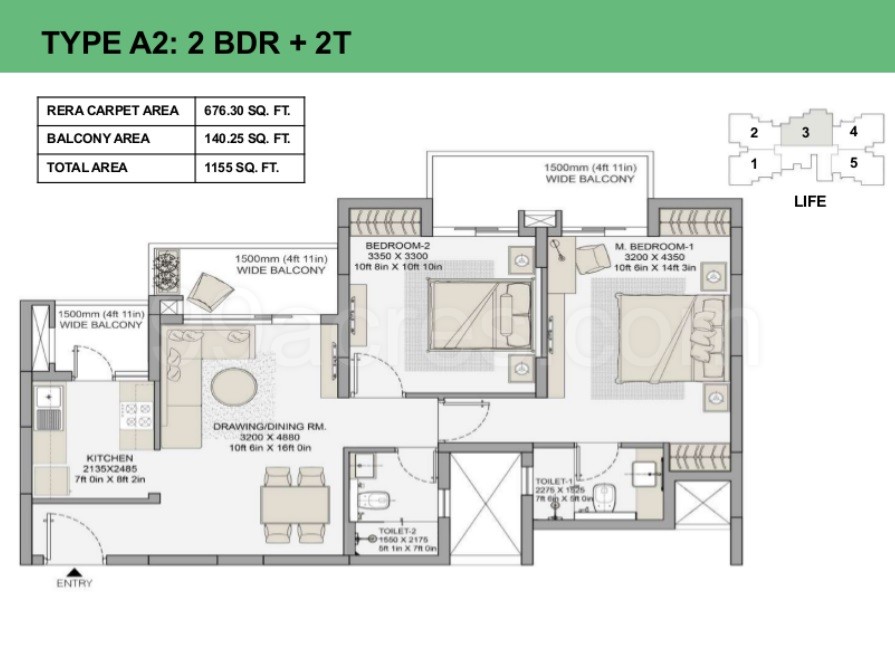 TYPE A2: 2 BDR + 2T
RERA CARPET AREA 676.30 SQ. FT.
BALCONY AREA 140.25 SQ. FT.
TOTAL AREA 1155 SQ. FT.
2 3 4
1 5
LIFE
1500mm (4ft 11in)
WIDE BALCONY
1500mm (4ft 11in)
WIDE BALCONY
1500mm (4ft 11in)
WIDE BALCONY
BEDROOM-2
3350 X 3300
10ft 8in X 10ft 10in
M. BEDROOM-1
3200 X 4350
10ft 6in X 14ft 3in
99acres.com
DRAWING/DINING RM.
3200 X 4880
10ft 6in X 16ft 0in
KITCHEN
2135X2485
7ft 0in X 8ft 2in
TOILET-1
2275 X 1525
7ft 6in X 5ft 0in
TOILET-2
1550 X 2175
5ft 1in X 7ft 0in
ENTRY